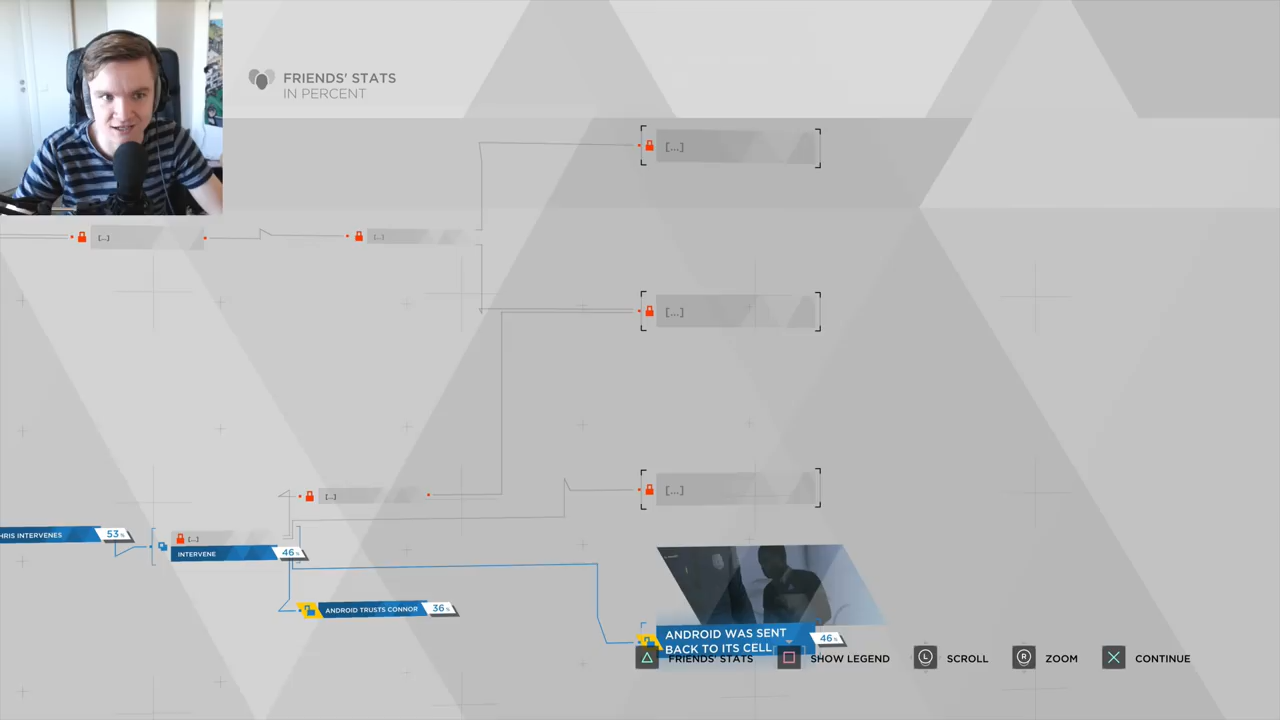 FRIENDS' STATS
IN PERCENT
[...]
[...]
[...]
[...]
[...]
[...]
HRIS INTERVENES 53%
[...]
INTERVENE 46%
ANDROID TRUSTS CONNOR 36%
ANDROID WAS SENT
BACK TO ITS CELL 46%
FRIENDS' STATS
SHOW LEGEND
L SCROLL
R ZOOM
CONTINUE